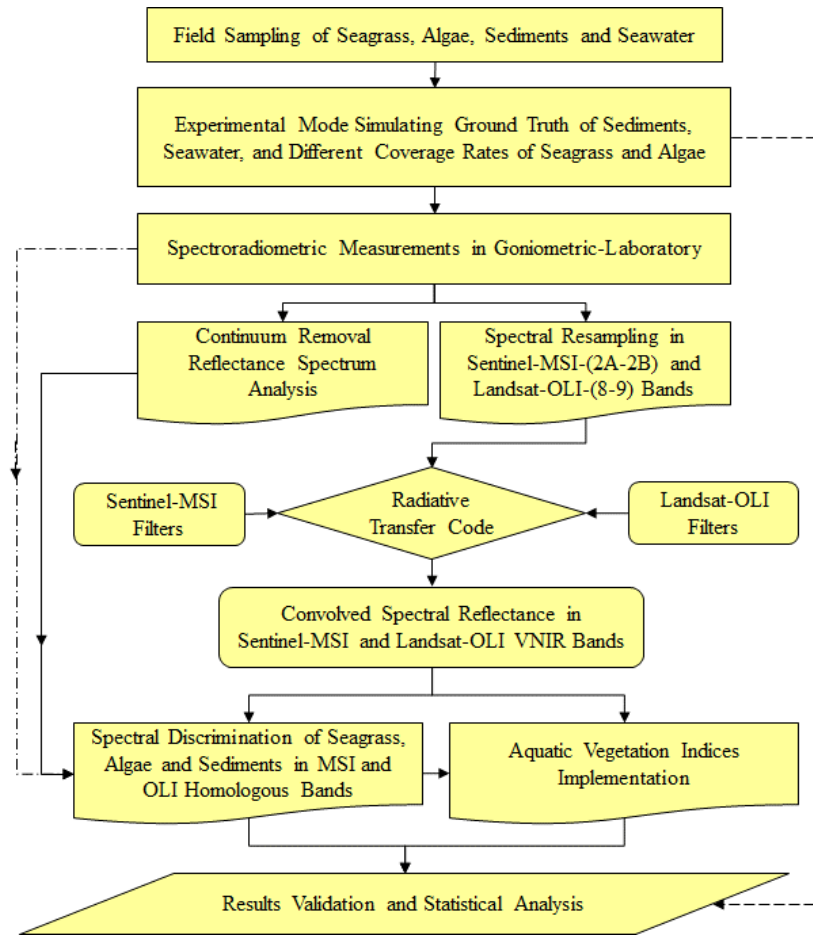 Field Sampling of Seagrass, Algae, Sediments and Seawater
Experimental Mode Simulating Ground Truth of Sediments,
Seawater, and Different Coverage Rates of Seagrass and Algae
Spectroradiometric Measurements in Goniometric-Laboratory
Continuum Removal
Reflectance Spectrum
Analysis
Spectral Resampling in
Sentinel-MSI-(2A-2B) and
Landsat-OLI-(8-9) Bands
Sentinel-MSI
Filters
Radiative
Transfer Code
Landsat-OLI
Filters
Convolved Spectral Reflectance in
Sentinel-MSI and Landsat-OLI VNIR Bands
Spectral Discrimination of Seagrass,
Algae and Sediments in MSI and
OLI Homologous Bands
Aquatic Vegetation Indices
Implementation
Results Validation and Statistical Analysis